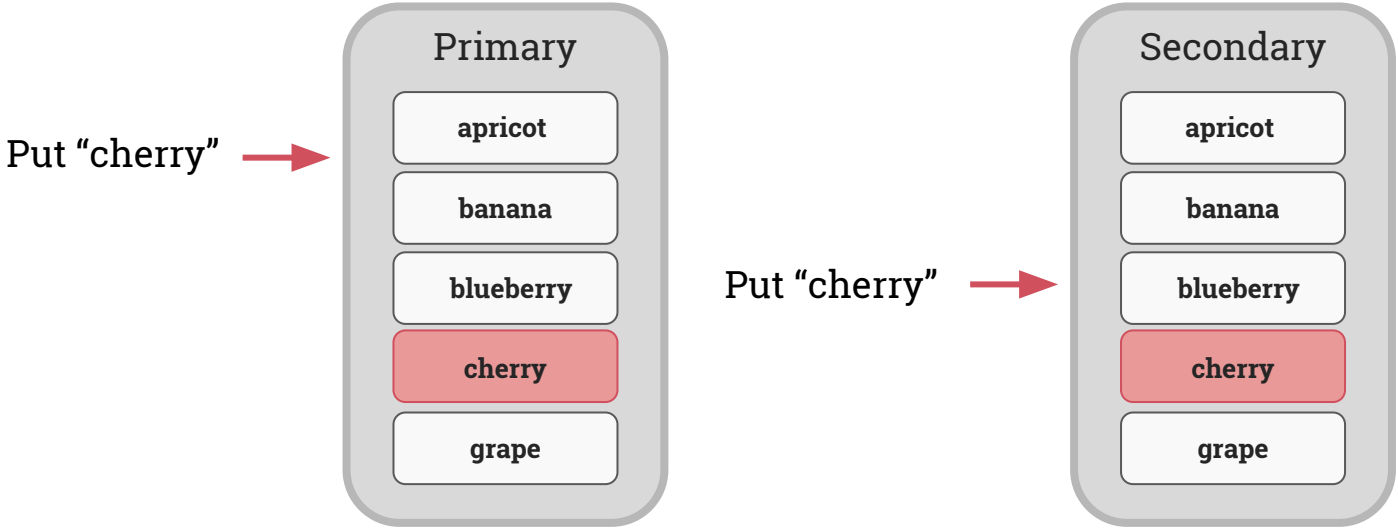 Primary
Put “cherry”
apricot
banana
blueberry
cherry
grape
Secondary
Put “cherry”
apricot
banana
blueberry
cherry
grape